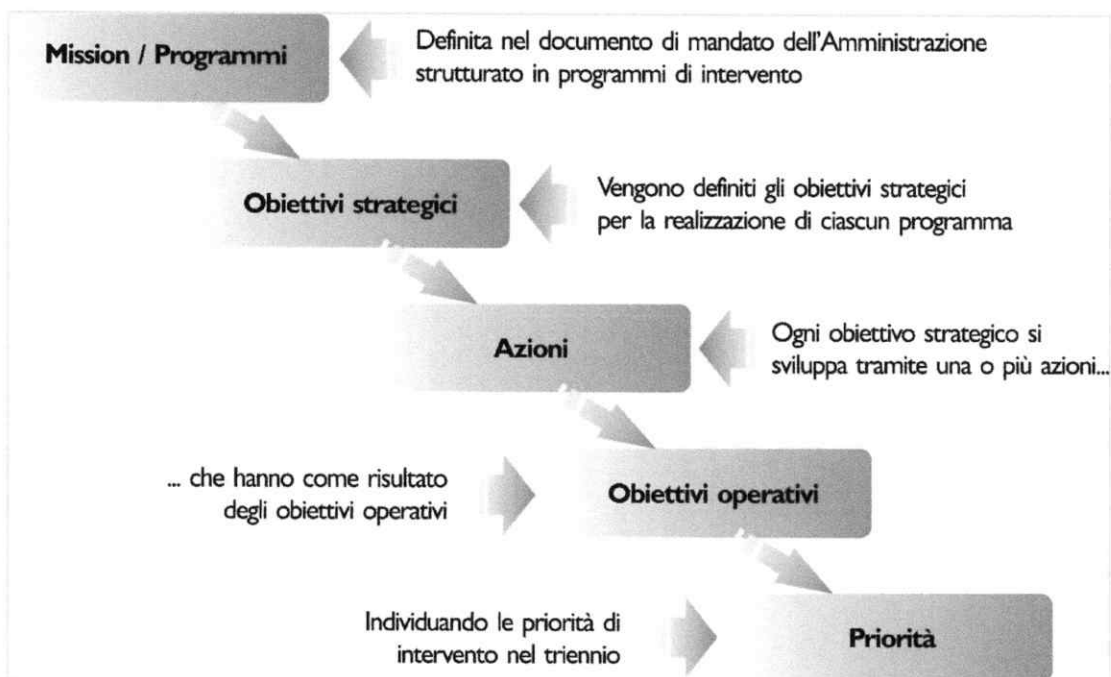 Mission / Programmi
Definita nel documento di mandato dell'Amministrazione
strutturato in programmi di intervento
Obiettivi strategici
Vengono definiti gli obiettivi strategici
per la realizzazione di ciascun programma
Azioni
Ogni obiettivo strategico si
sviluppa tramite una o più azioni...
... che hanno come risultato
degli obiettivi operativi
Obiettivi operativi
Individuando le priorità di
intervento nel triennio
Priorità